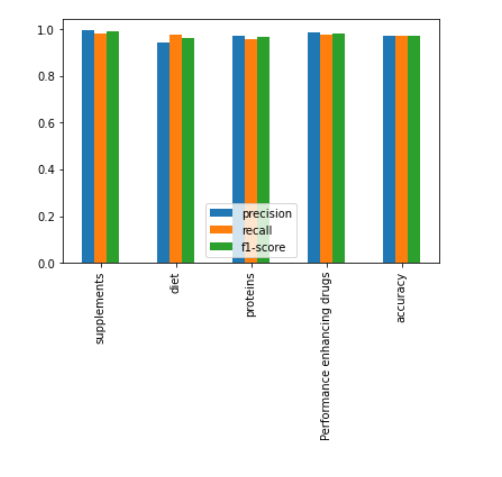 1.0
0.8
0.6
0.4
0.2
0.0
precision
recall
f1-score
supplements
diet
proteins
Performance enhancing drugs
accuracy